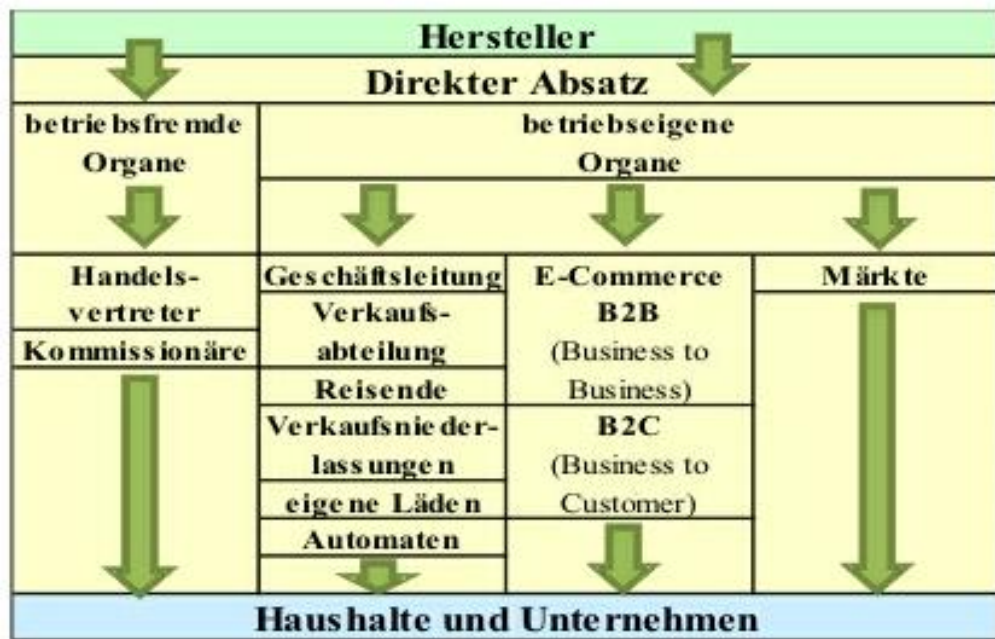 Hersteller
Direkter Absatz
betriebsfremde
Organe
betriebseigene
Organe
Handels-
vertreter
Kommissionäre
Geschäftsleitung
Verkaufs-
abteilung
Reisende
Verkaufsnieder-
lassungen
eigene Läden
Automaten
E-Commerce
B2B
(Business to
Business)
B2C
(Business to
Customer)
Märkte
Haushalte und Unternehmen